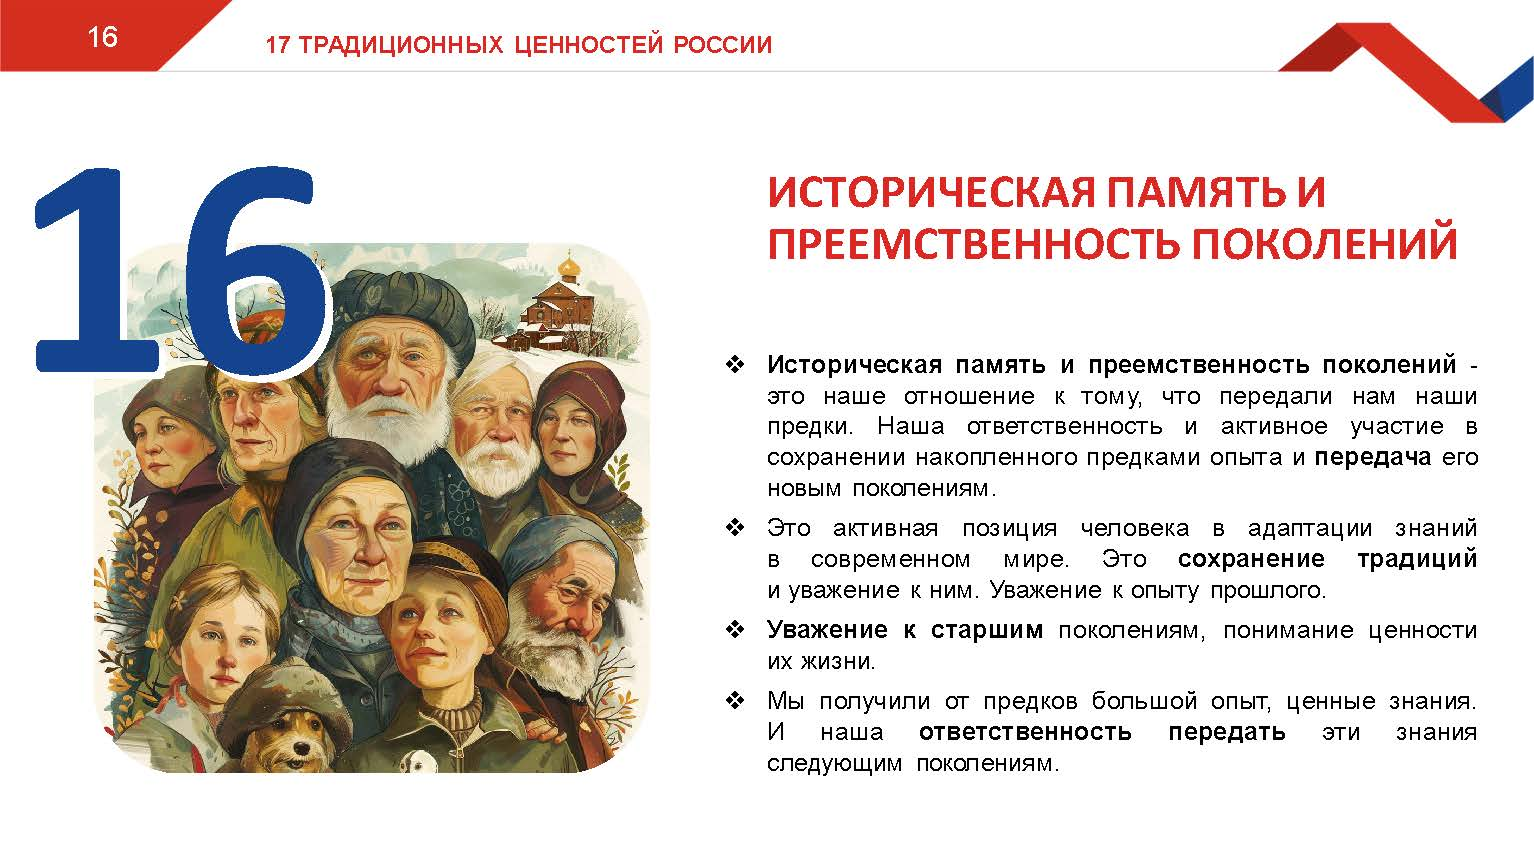 16
17 ТРАДИЦИОННЫХ ЦЕННОСТЕЙ РОССИИ
16
ИСТОРИЧЕСКАЯ ПАМЯТЬ И
ПРЕЕМСТВЕННОСТЬ ПОКОЛЕНИЙ
❖ Историческая память и преемственность поколений -
это наше отношение к тому, что передали нам наши
предки. Наша ответственность и активное участие в
сохранении накопленного предками опыта и передача его
новым поколениям.
❖ Это активная позиция человека в адаптации знаний
в современном мире. Это сохранение традиций
и уважение к ним. Уважение к опыту прошлого.
❖ Уважение к старшим поколениям, понимание ценности
их жизни.
❖ Мы получили от предков большой опыт, ценные знания.
И наша ответственность передать эти знания
следующим поколениям.